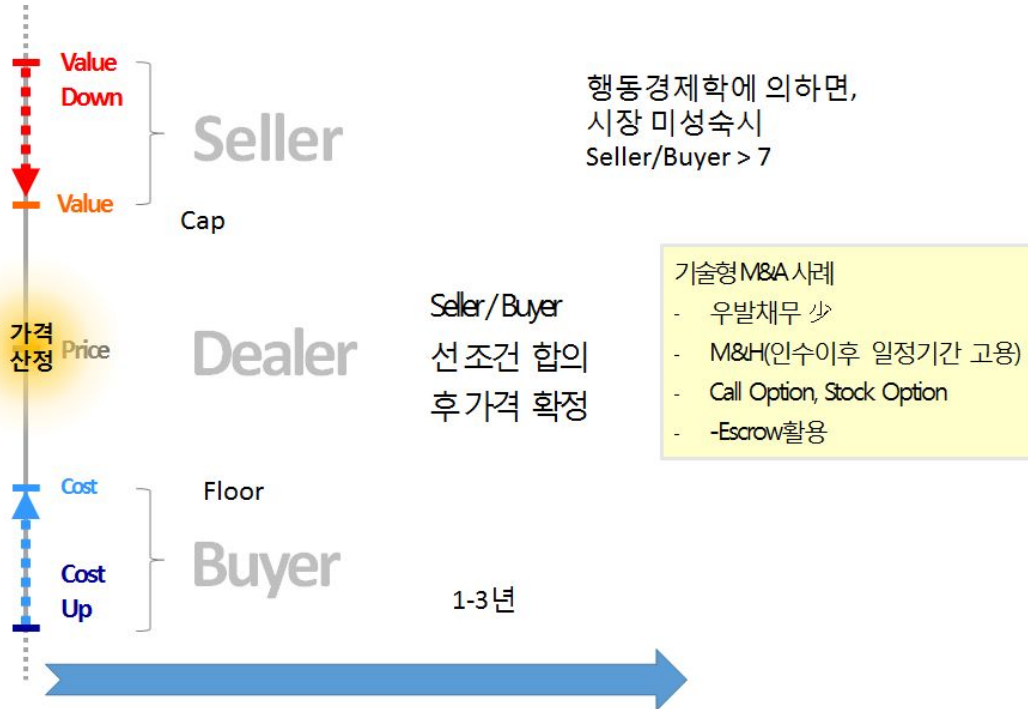 Value
Down
Seller
행동경제학에 의하면,
시장 미성숙시
Seller/Buyer > 7
Value
Cap
가격
산정
Price
Dealer
Seller / Buyer
선 조건 합의
후 가격 확정
기술형 M&A 사례
- 우발채무 少
- M&H(인수이후 일정기간 고용)
- Call Option, Stock Option
- -Escrow활용
Cost
Floor
Cost
Up
Buyer
1-3년